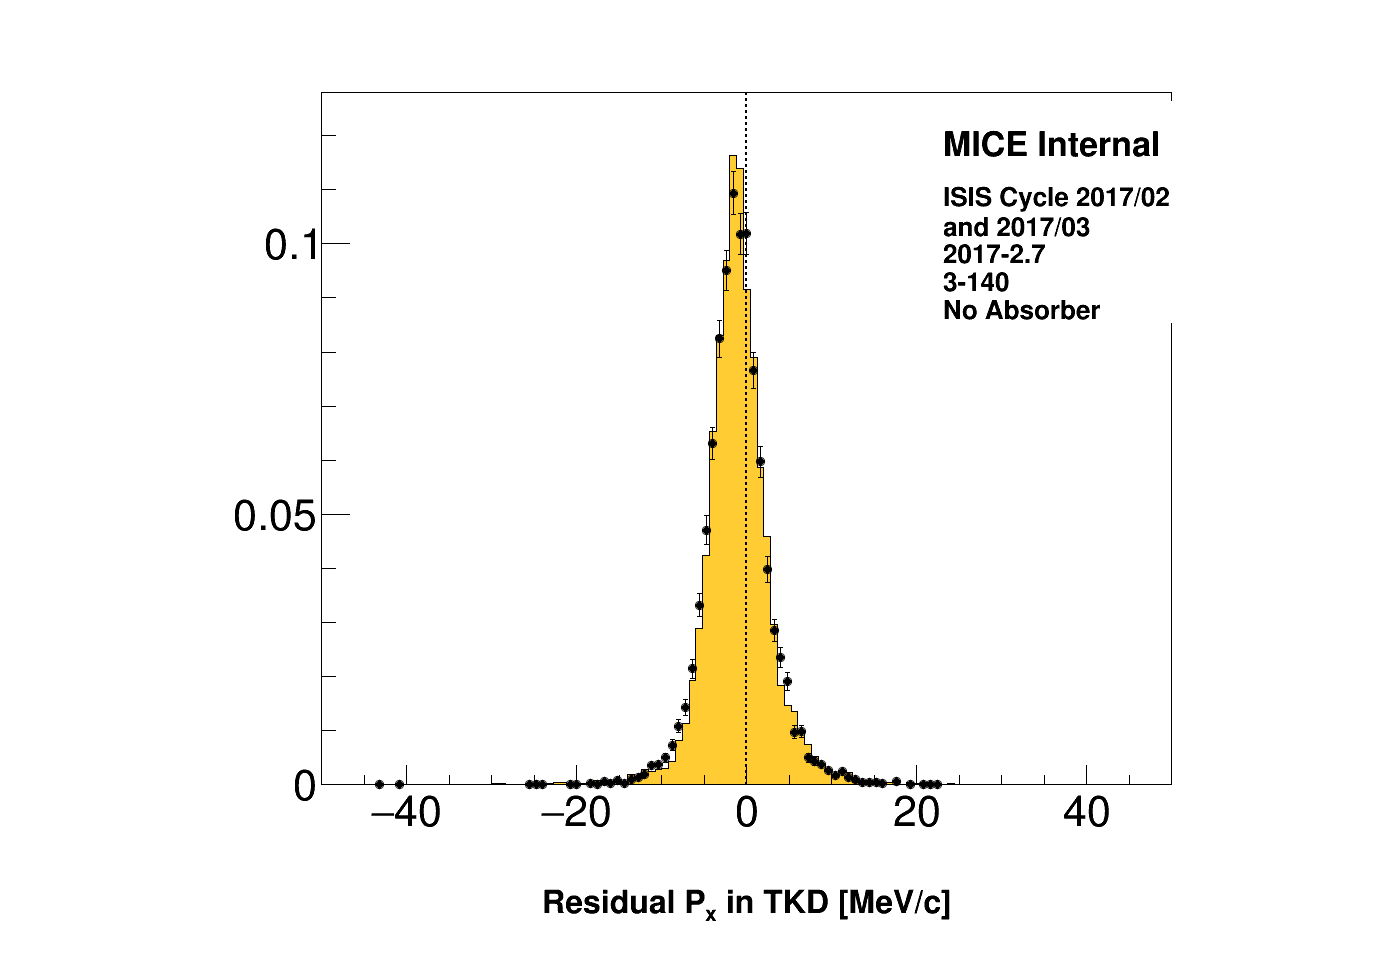 MICE Internal
ISIS Cycle 2017/02
and 2017/03
2017-2.7
3-140
No Absorber
0.1
0.05
0
−40 −20 0 20 40
Residual Px in TKD [MeV/c]